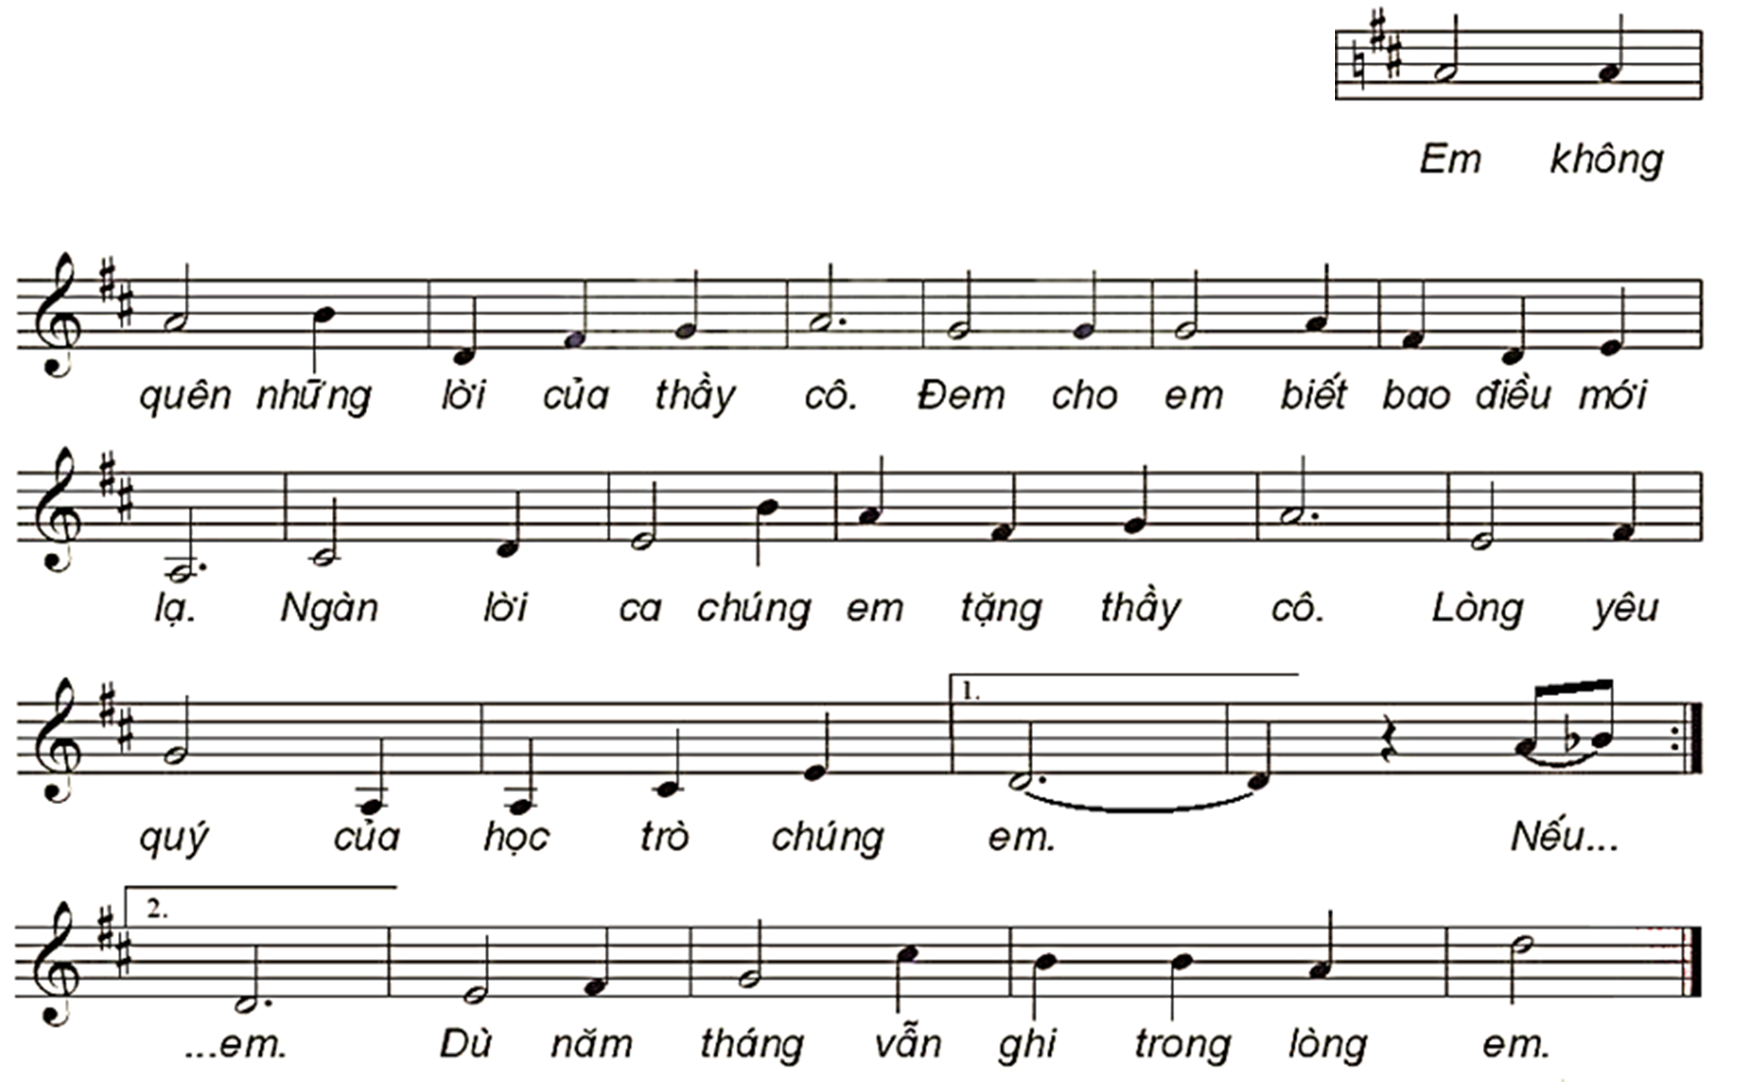 Em không
quên những lời của thầy cô. Đem cho em biết bao điều mới
lạ. Ngàn lời ca chúng em tặng thầy cô. Lòng yêu
1.
quý của học trò chúng em. Nếu...
2.
...em. Dù năm tháng vẫn ghi trong lòng em.